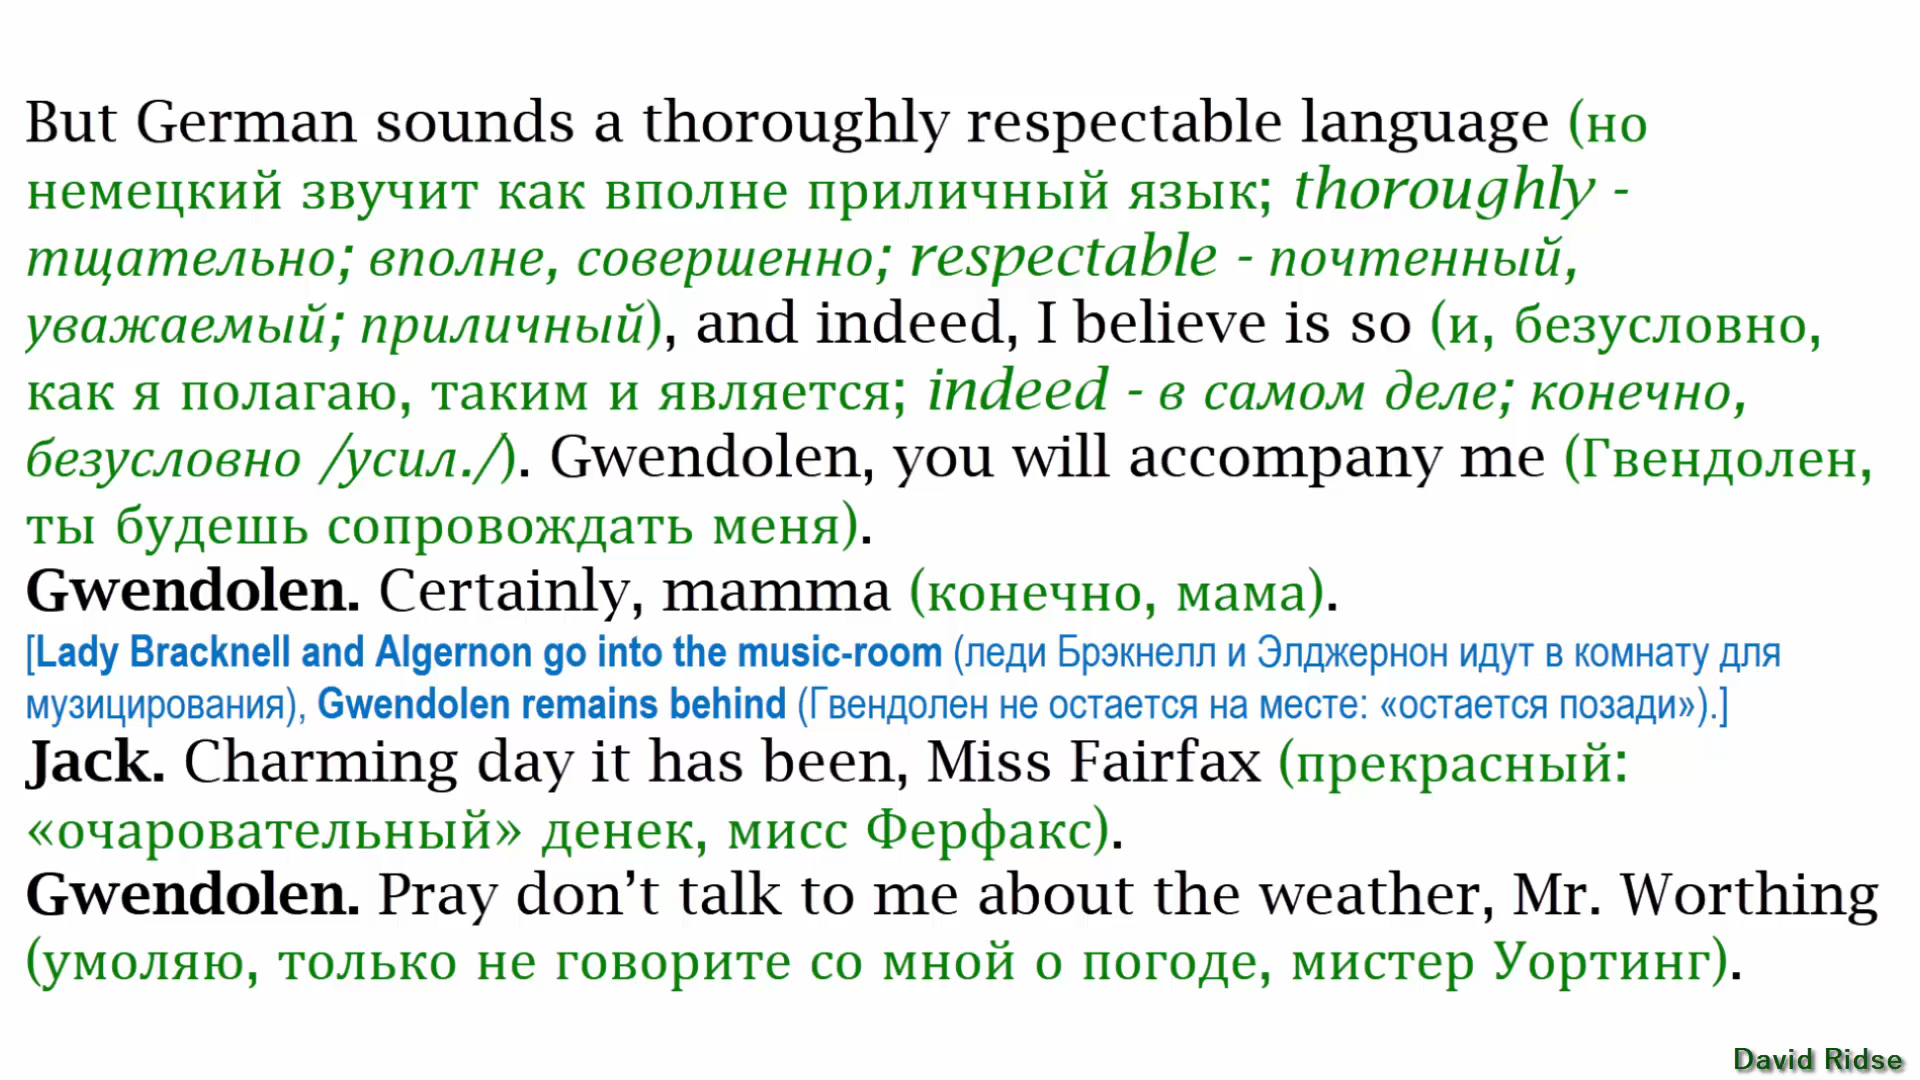 But German sounds a thoroughly respectable language (но
немецкий звучит как вполне приличный язык; thoroughly -
тщательно; вполне, совершенно; respectable - почтенный,
уважаемый; приличный), and indeed, I believe is so (и, безусловно,
как я полагаю, таким и является; indeed - в самом деле; конечно,
безусловно /усил./). Gwendolen, you will accompany me (Гвендолен,
ты будешь сопровождать меня).
Gwendolen. Certainly, mamma (конечно, мама).
[Lady Bracknell and Algernon go into the music-room (леди Брэкнелл и Элджернон идут в комнату для
музицирования), Gwendolen remains behind (Гвендолен не остается на месте: «остается позади»).]
Jack. Charming day it has been, Miss Fairfax (прекрасный:
«очаровательный» денек, мисс Ферфакс).
Gwendolen. Pray don’t talk to me about the weather, Mr. Worthing
(умоляю, только не говорите со мной о погоде, мистер Уортинг).
David Ridse